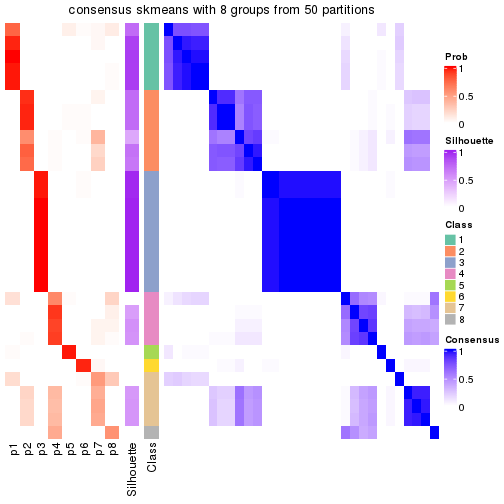 consensus skmeans with 8 groups from 50 partitions
Prob
1
0.5
0
Silhouette
1
0.5
0
Class
1
2
3
4
5
6
7
8
Consensus
1
0.5
0
p1
p2
p3
p4
p5
p6
p7
p8
Silhouette
Class